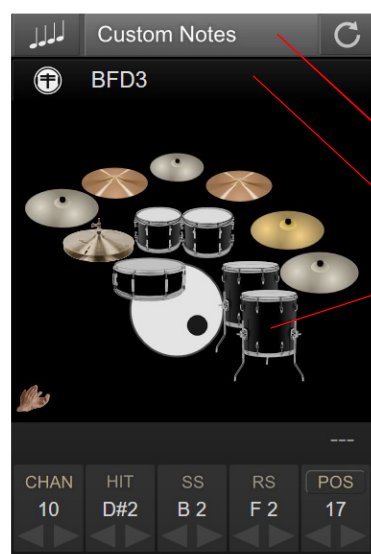 Custom Notes
BFD3
---
CHAN HIT SS RS POS
10 D#2 B 2 F 2 17